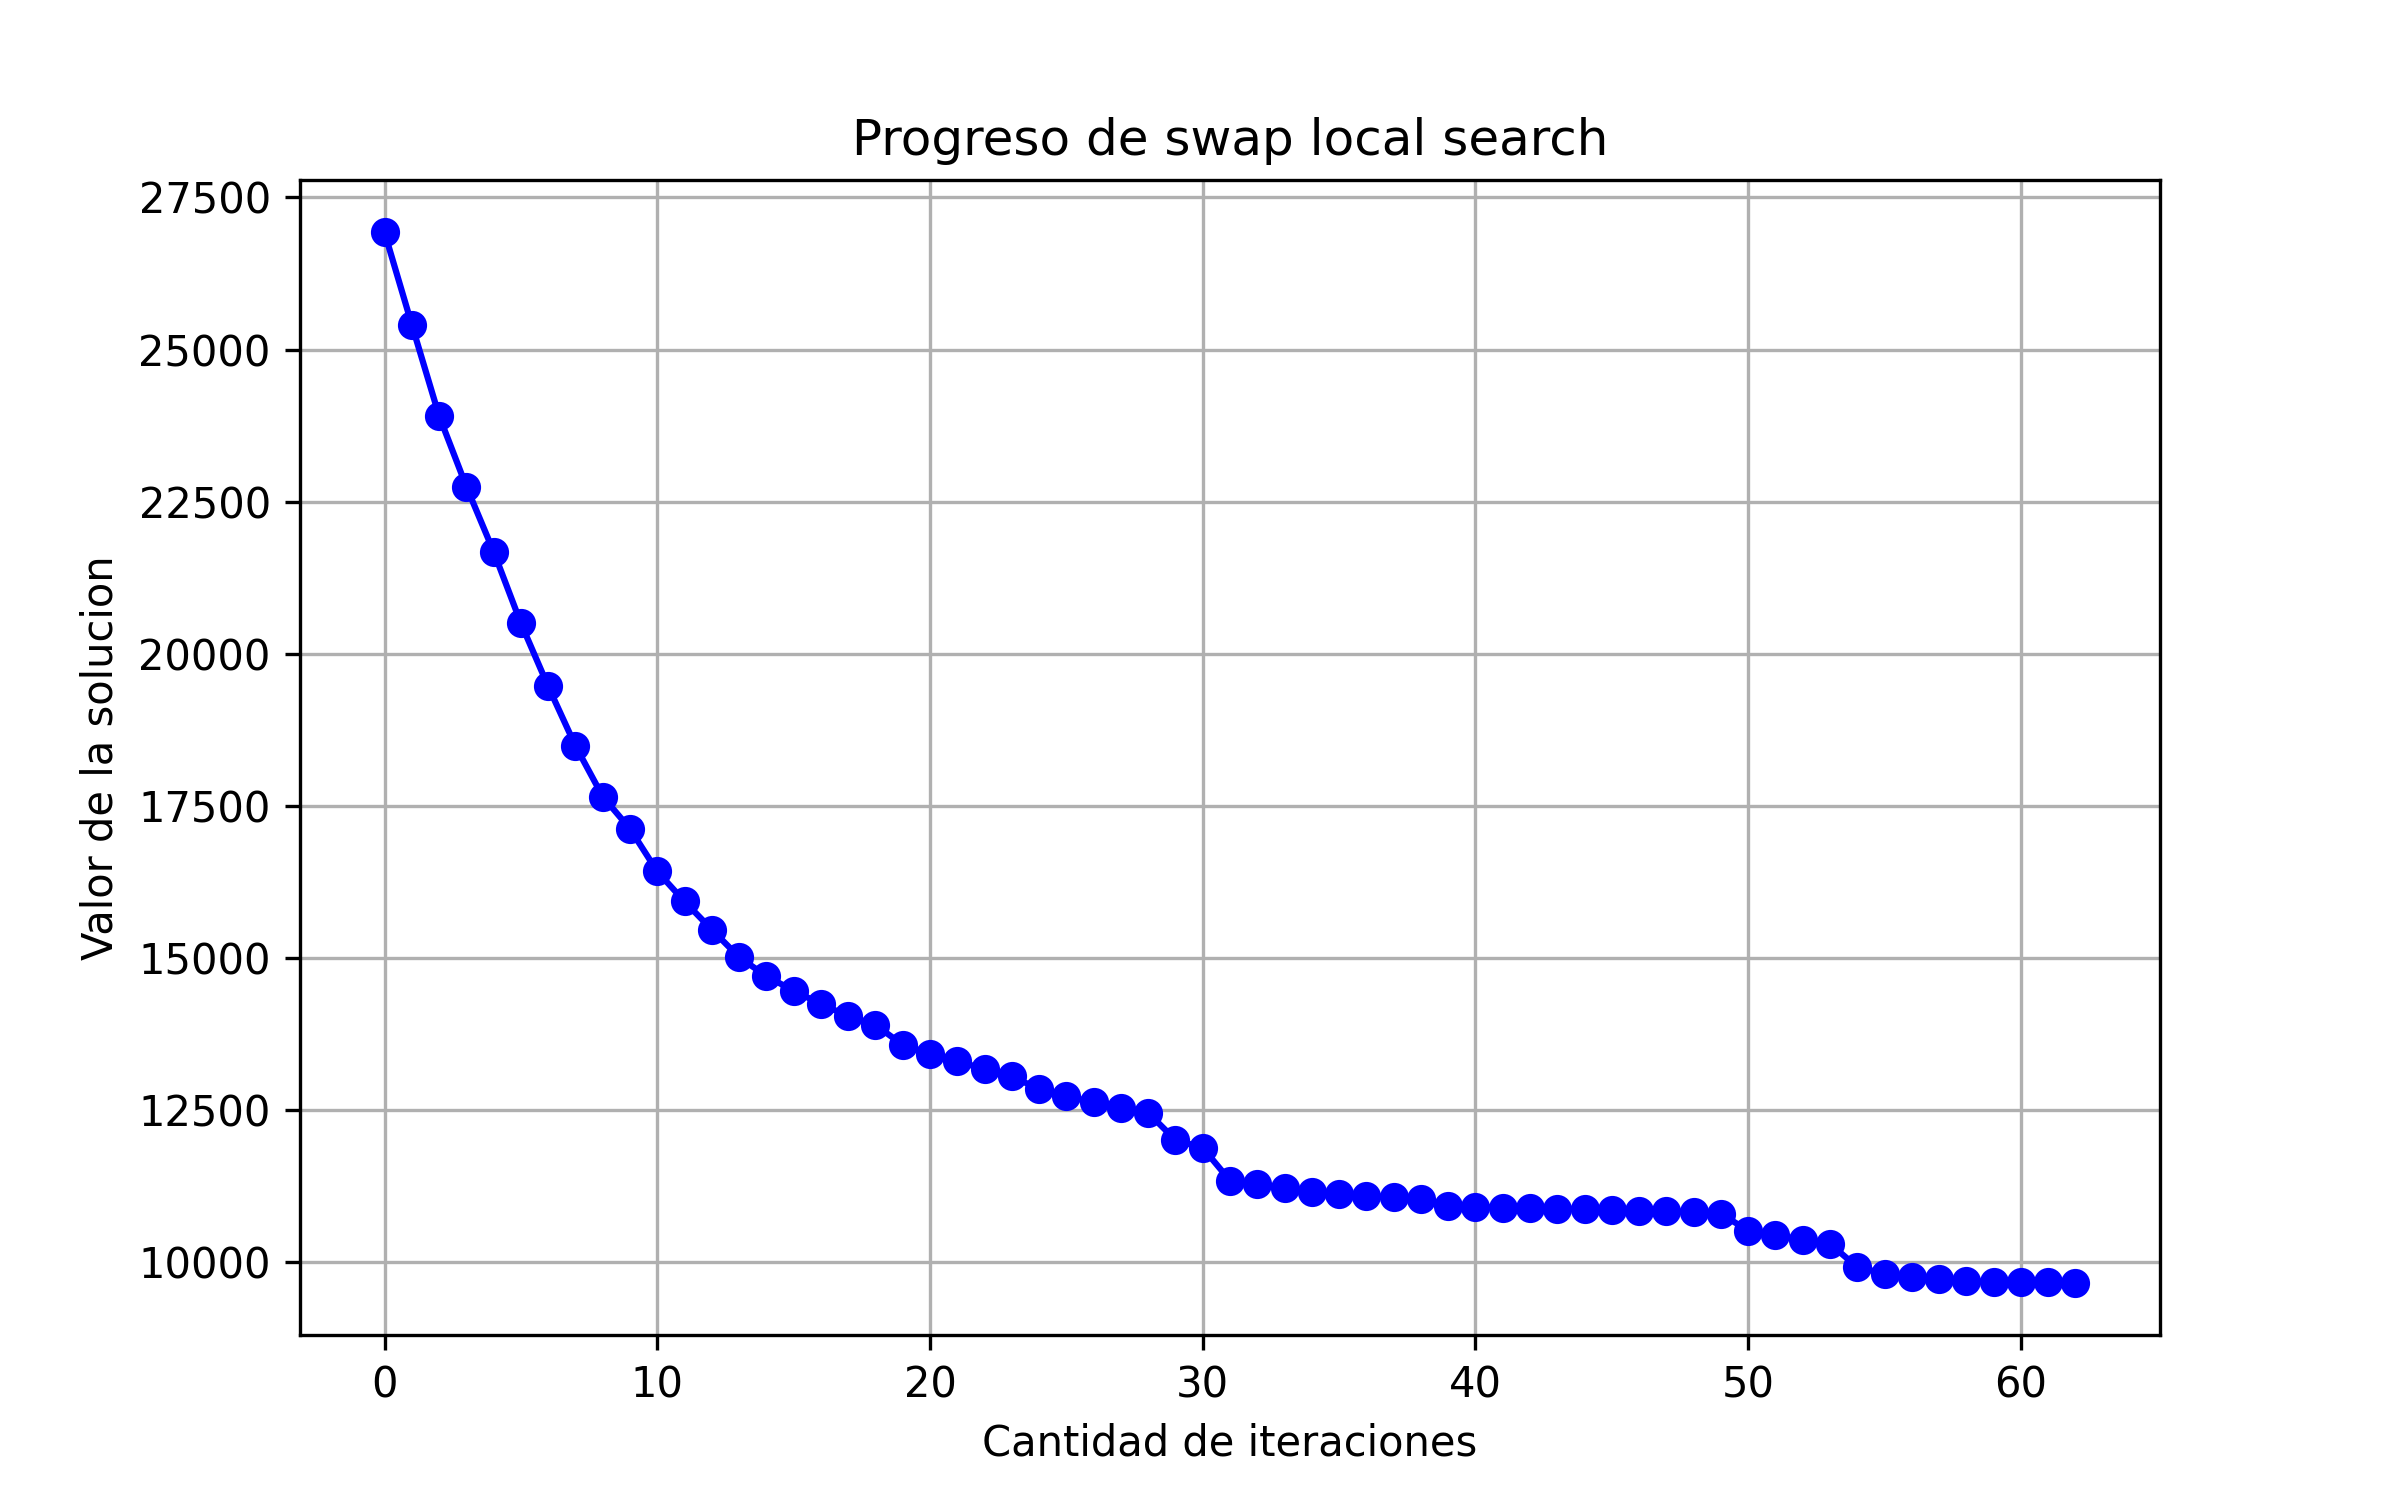 Progreso de swap local search
Valor de la solucion
27500
25000
22500
20000
17500
15000
12500
10000
0 10 20 30 40 50 60
Cantidad de iteraciones